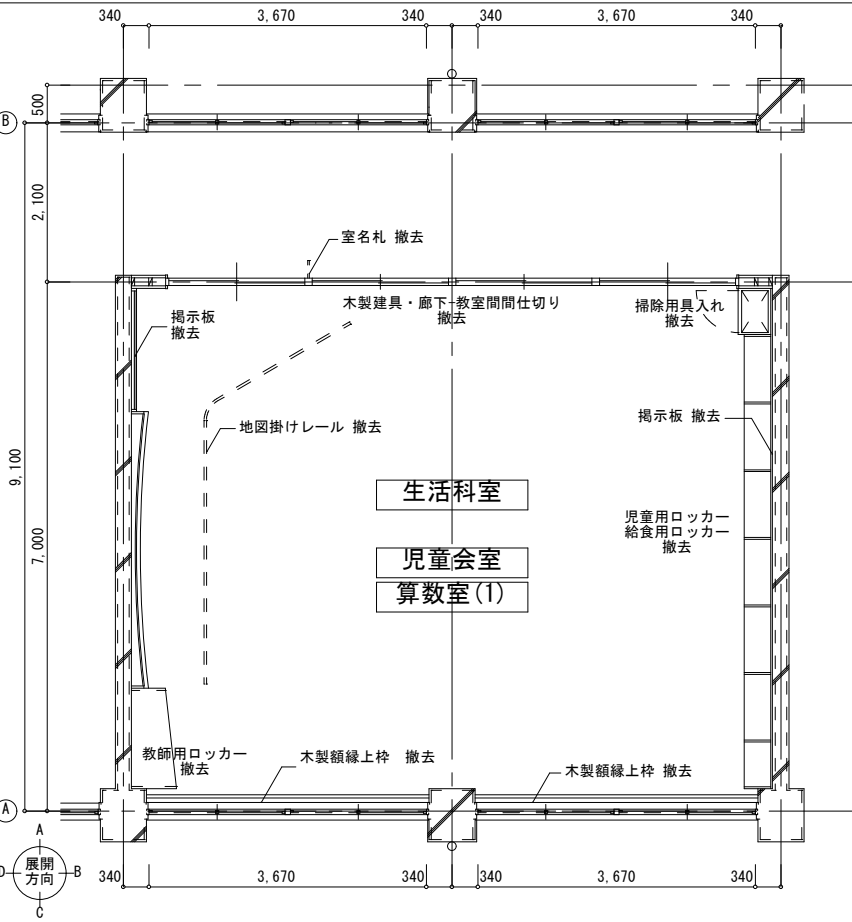 340
3,670
340
340
3,670
340
500
B
2,100
室名札 撤去
木製建具・廊下-教室間間仕切り
撤去
掃除用具入れ
撤去
掲示板
撤去
地図掛けレール 撤去
掲示板 撤去
9,100
7,000
生活科室
児童用ロッカー
給食用ロッカー
撤去
児童会室
算数室(1)
教師用ロッカー
撤去
木製額縁上枠 撤去
木製額縁上枠 撤去
A
A
展開
方向
D
B
C
340
3,670
340
340
3,670
340